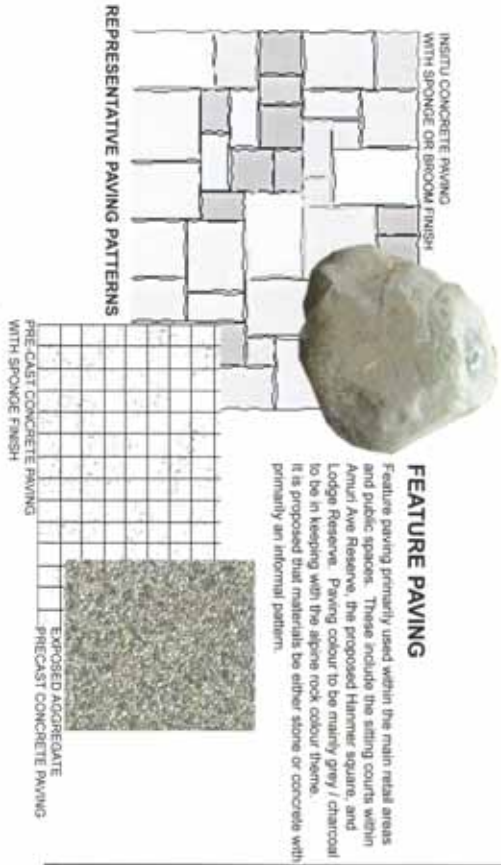 FEATURE PAVING
Feature paving primarily used within the main retail areas
and public spaces. These include the sitting courts within
Amuri Ave Reserve, the proposed Hanmer square, and
Lodge Reserve. Paving colour to be mainly grey / charcoal
to be in keeping with the alpine rock colour theme.
It is proposed that materials be either stone or concrete with
primarily an informal pattern.
INSITU CONCRETE PAVING
WITH SPONGE OR BROOM FINISH
REPRESENTATIVE PAVING PATTERNS
PRE-CAST CONCRETE PAVING
WITH SPONGE FINISH
EXPOSED AGGREGATE
PRECAST CONCRETE PAVING